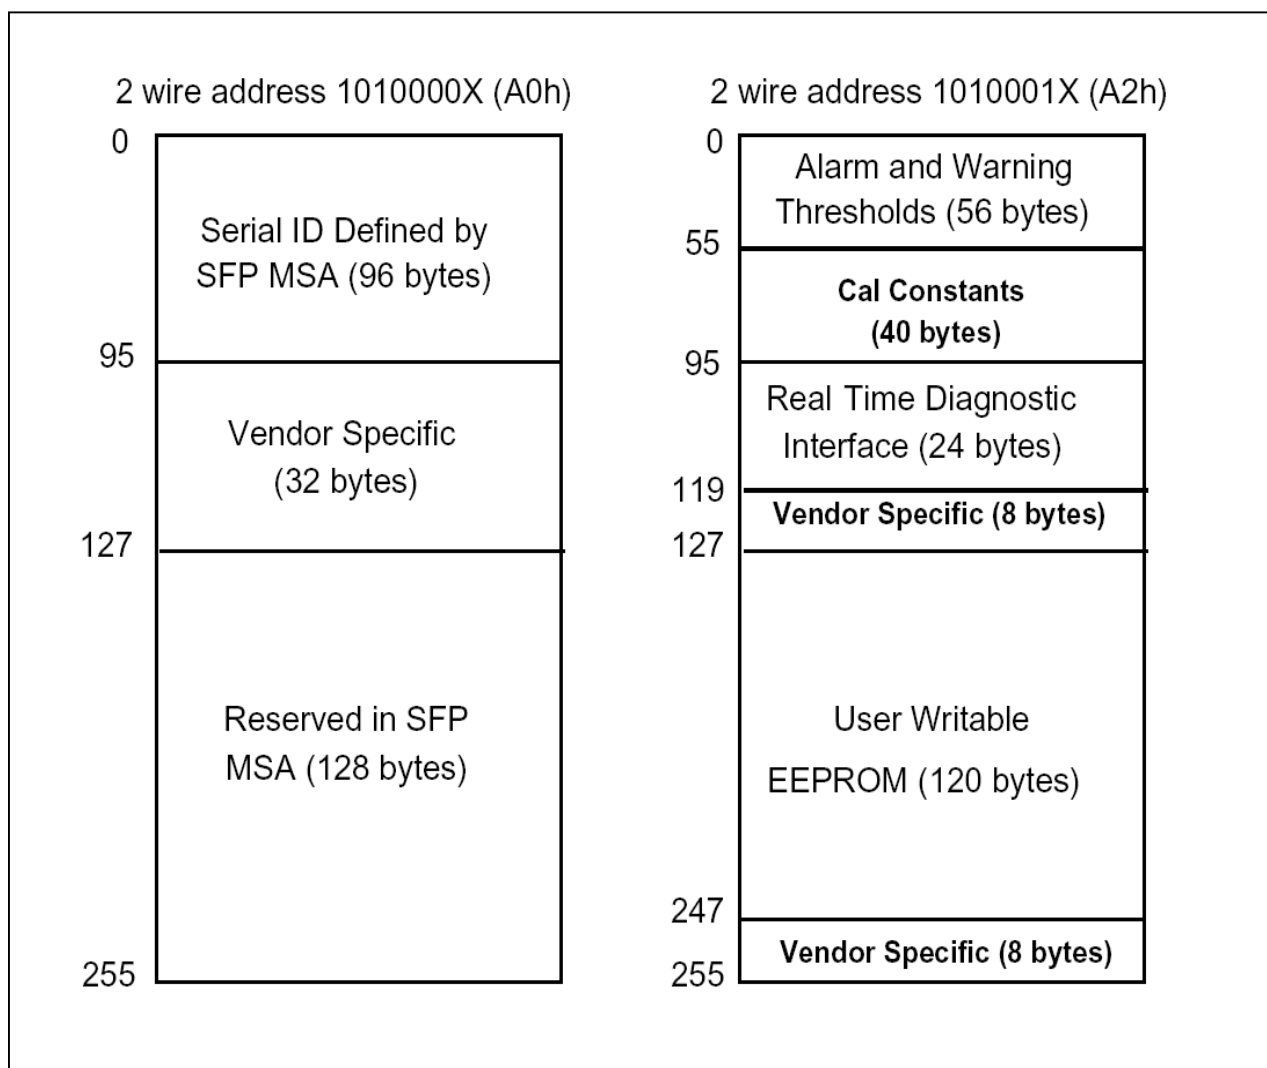 2 wire address 1010000X (A0h)
0
Serial ID Defined by
SFP MSA (96 bytes)
95
Vendor Specific
(32 bytes)
127
Reserved in SFP
MSA (128 bytes)
255
2 wire address 1010001X (A2h)
0
Alarm and Warning
Thresholds (56 bytes)
55
Cal Constants
(40 bytes)
95
Real Time Diagnostic
Interface (24 bytes)
119
Vendor Specific (8 bytes)
127
User Writable
EEPROM (120 bytes)
247
Vendor Specific (8 bytes)
255